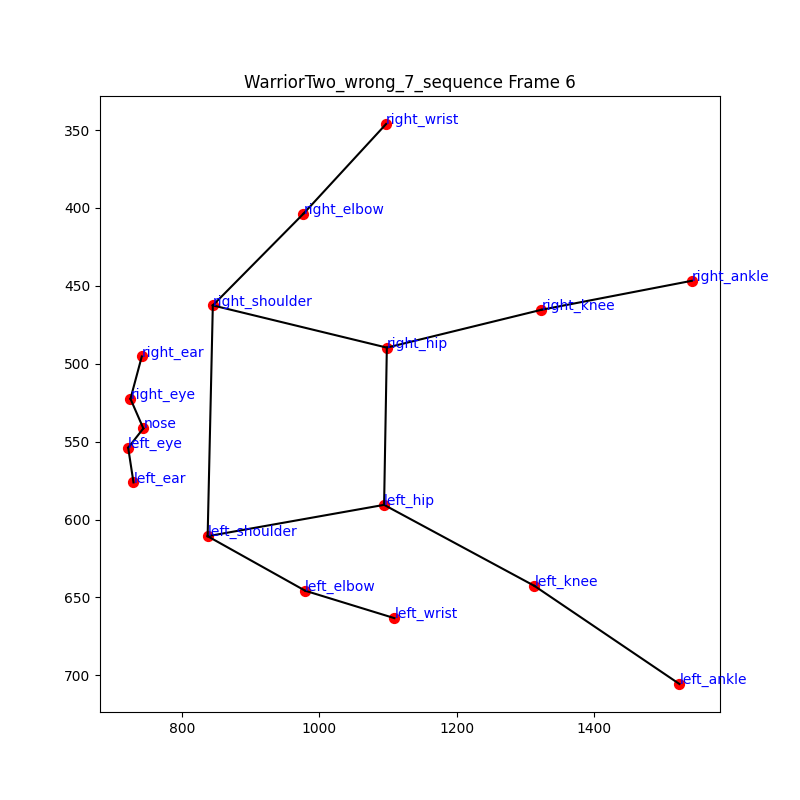 WarriorTwo_wrong_7_sequence Frame 6
350
400
450
500
550
600
650
700
800
1000
1200
1400
right_wrist
right_elbow
right_ankle
right_shoulder
right_knee
right_hip
right_ear
right_eye
nose
left_eye
left_ear
left_hip
left_shoulder
left_knee
left_elbow
left_wrist
left_ankle